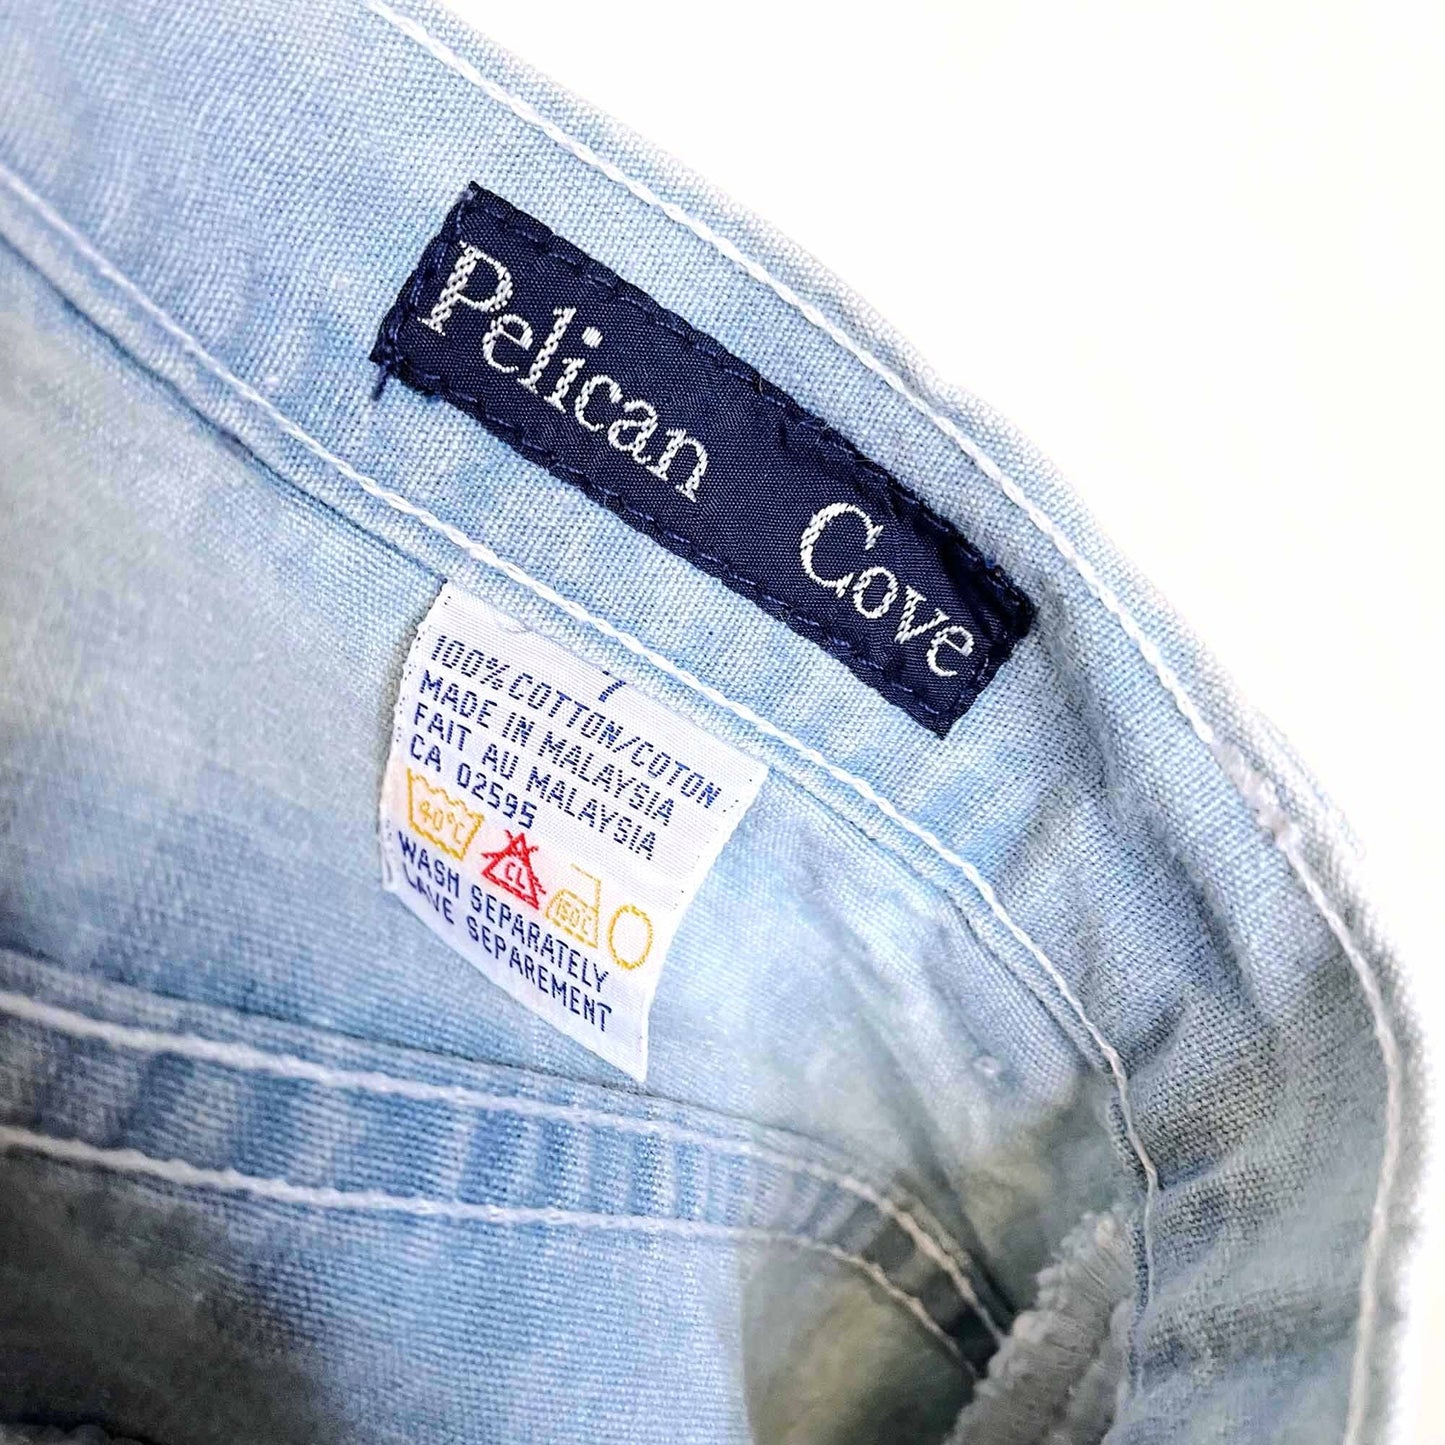 Pelican Cove
7
100% COTTON/COTON
MADE IN MALAYSIA
FAIT AU MALAYSIA
CA 02595
40°C CL 150°C
WASH SEPARATELY
LAVE SEPAREMENT